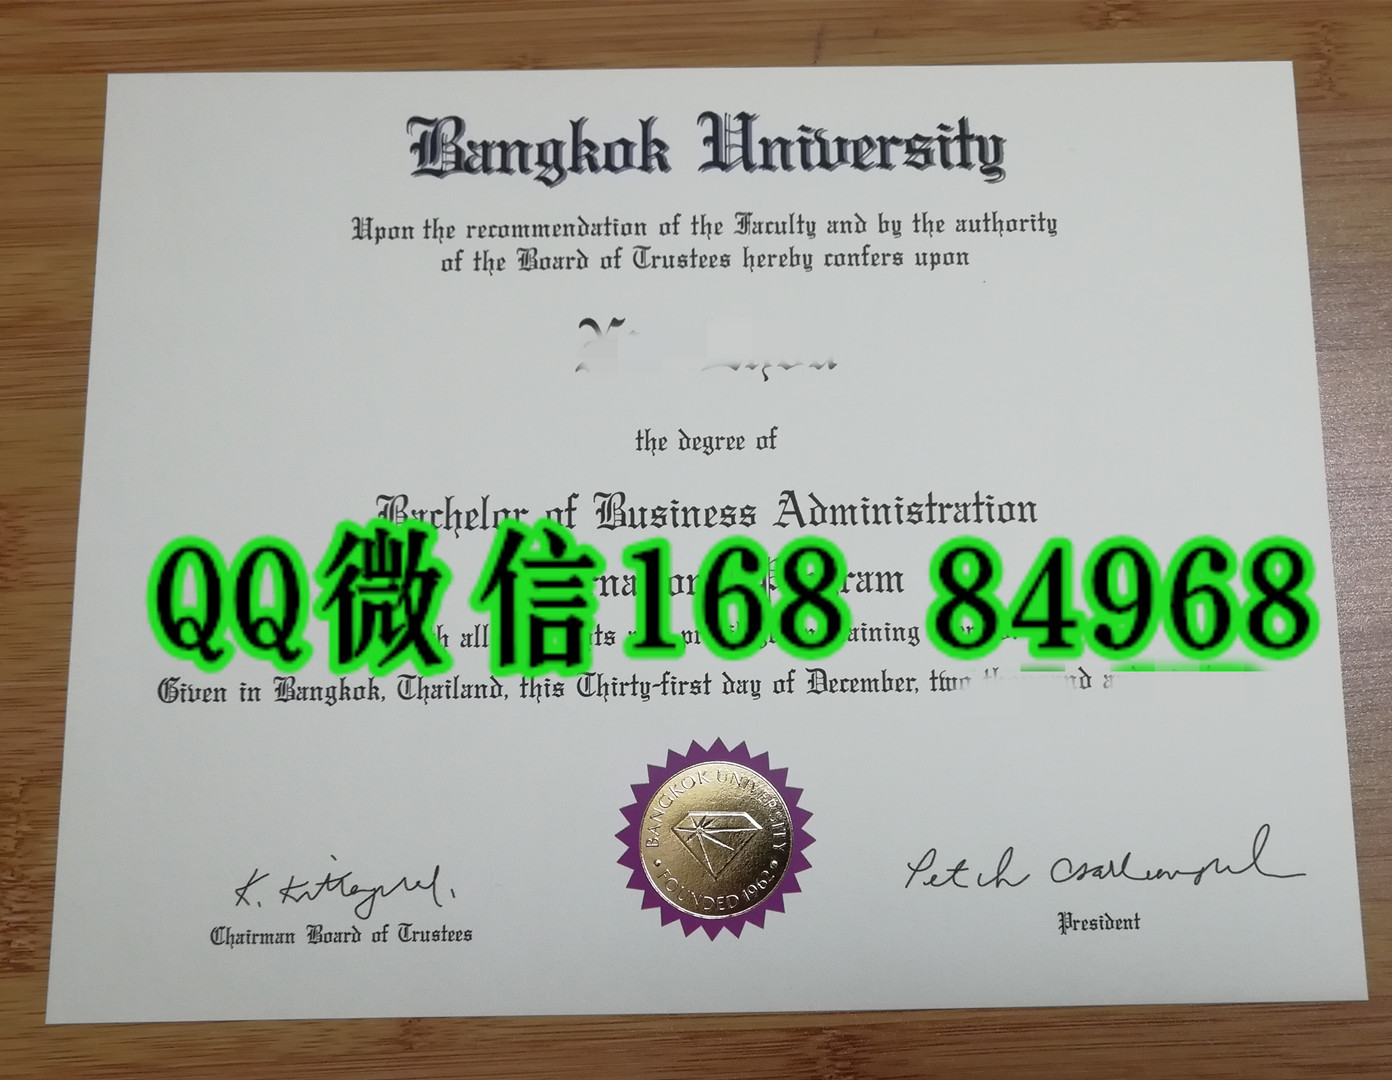 Bangkok University
Upon the recommendation of the Faculty and by the authority
of the Board of Trustees hereby confers upon
the degree of
Bachelor of Business Administration
QQ微信168 84968
Given in Bangkok, Thailand, this Thirty-first day of December, two
BANGKOK UNIVERSITY
FOUNDED 1962
Chairman Board of Trustees
President